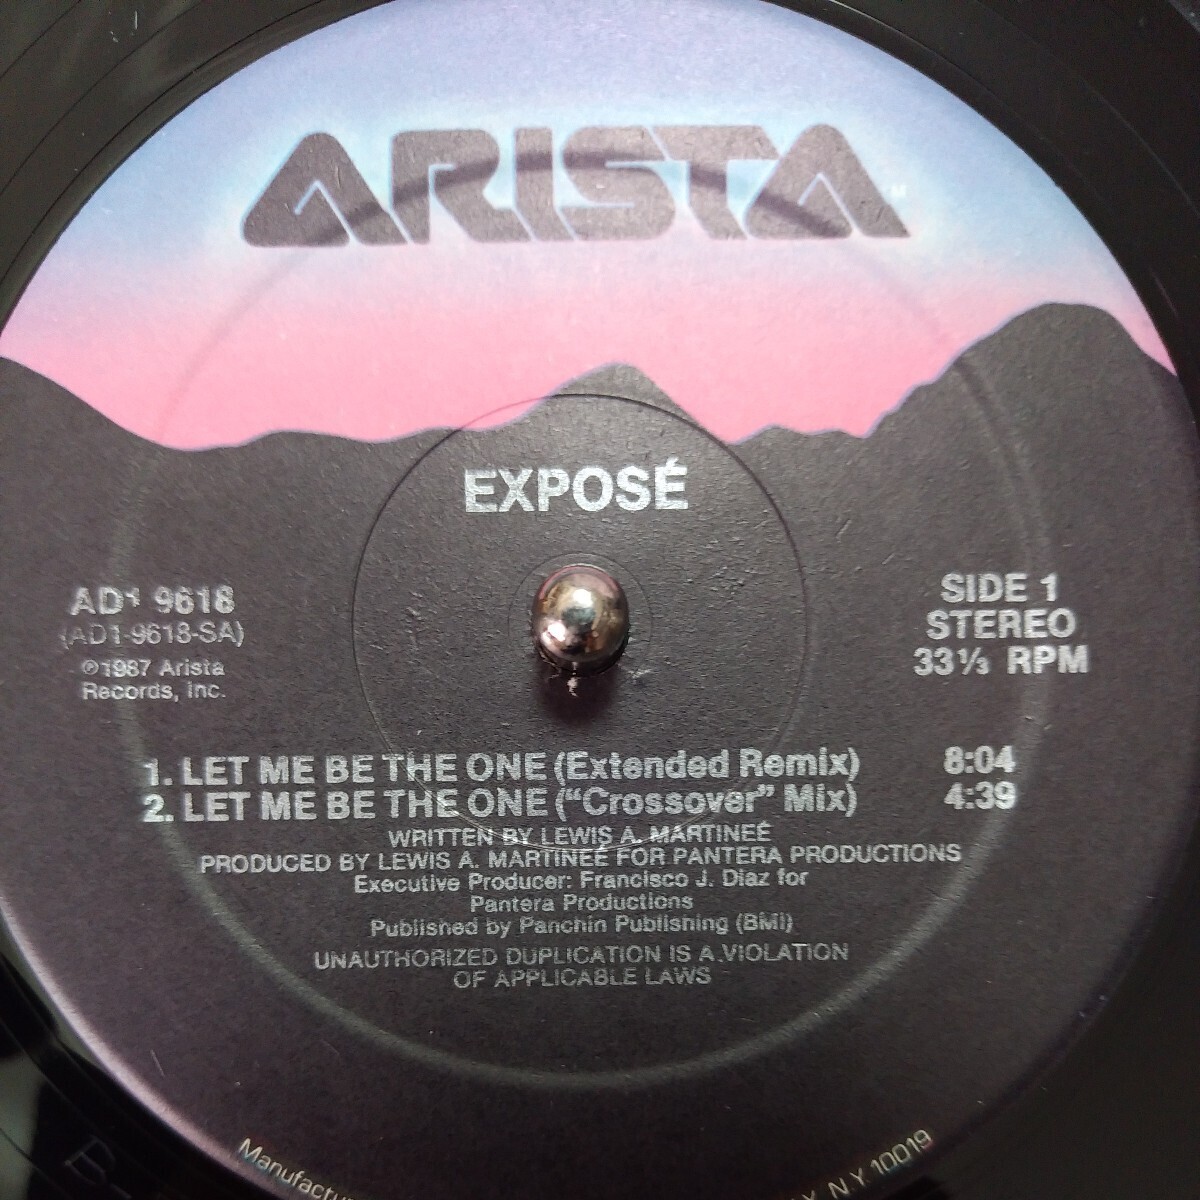 ARISTA
EXPOSÉ
AD1 9618
(AD1-9618-SA)
℗1987 Arista
Records, Inc.
SIDE 1
STEREO
33⅓ RPM
1. LET ME BE THE ONE (Extended Remix) 8:04
2. LET ME BE THE ONE ("Crossover" Mix) 4:39
WRITTEN BY LEWIS A. MARTINEÉ
PRODUCED BY LEWIS A. MARTINEÉ FOR PANTERA PRODUCTIONS
Executive Producer: Francisco J. Diaz for
Pantera Productions
Published by Panchin Publishing (BMI)
UNAUTHORIZED DUPLICATION IS A VIOLATION
OF APPLICABLE LAWS
N.Y. 10019